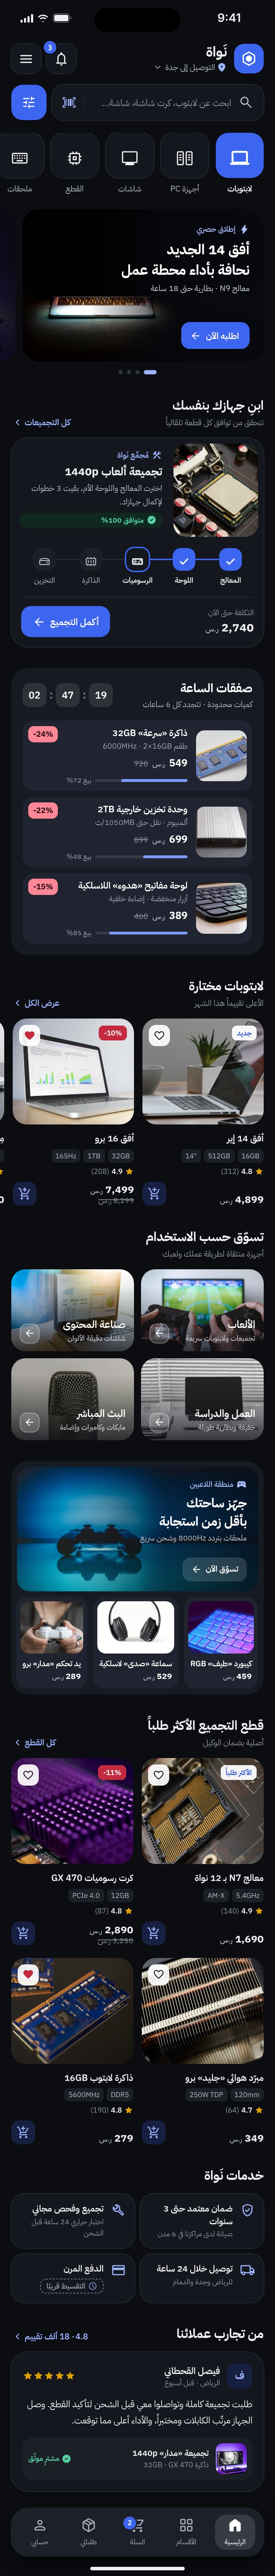 9:41
نَواة
التوصيل إلى جدة
3
ابحث عن لابتوب، كرت شاشة، شاشة...
لابتوبات
أجهزة PC
شاشات
القطع
ملحقات
إطلاق حصري
أفق 14 الجديد
نحافة بأداء محطة عمل
معالج N9 · بطارية حتى 18 ساعة
اطلبه الآن
ابنِ جهازك بنفسك
نتحقق من توافق كل قطعة تلقائياً
كل التجميعات
مُجمِّع نَواة
تجميعة ألعاب 1440p
اخترت المعالج واللوحة الأم، بقيت 3 خطوات لإكمال جهازك.
متوافق 100%
المعالج
اللوحة
الرسوميات
الذاكرة
التخزين
التكلفة حتى الآن
2,740 ر.س
أكمل التجميع
صفقات الساعة
كميات محدودة · تتجدد كل 6 ساعات
02 : 47 : 19
ذاكرة «سرعة» 32GB
طقم 16GB×2 · 6000MHz
549 ر.س 720
بيع 72%
-24%
وحدة تخزين خارجية 2TB
ألمنيوم · نقل حتى 1050MB/ث
699 ر.س 899
بيع 48%
-22%
لوحة مفاتيح «هدوء» اللاسلكية
أزرار منخفضة · إضاءة خلفية
389 ر.س 460
بيع 85%
-15%
لابتوبات مختارة
الأعلى تقييماً هذا الشهر
عرض الكل
جديد
أفق 14 إير
16GB 512GB 14"
4.8 (312)
4,899 ر.س
-10%
أفق 16 برو
32GB 1TB 165Hz
4.9 (208)
7,499 ر.س
8,299 ر.س
تسوّق حسب الاستخدام
أجهزة منتقاة لطريقة عملك ولعبك
الألعاب
تجميعات ولابتوبات سريعة
صناعة المحتوى
شاشات دقيقة الألوان
العمل والدراسة
خفيفة وبطارية طويلة
البث المباشر
مايكات وكاميرات وإضاءة
منطقة اللاعبين
جهّز ساحتك
بأقل زمن استجابة
ملحقات بتردد 8000Hz وشحن سريع
تسوّق الآن
كيبورد «طيف» RGB
459 ر.س
سماعة «صدى» لاسلكية
529 ر.س
يد تحكم «مدار» برو
289 ر.س
قطع التجميع الأكثر طلباً
أصلية بضمان الوكيل
كل القطع
الأكثر طلباً
معالج N7 بـ 12 نواة
5.4GHz AM-X
4.9 (140)
1,690 ر.س
-11%
كرت رسوميات GX 470
12GB PCIe 4.0
4.8 (87)
2,890 ر.س
3,250 ر.س
مبرّد هوائي «جليد» برو
120mm 250W TDP
4.7 (64)
349 ر.س
ذاكرة لابتوب 16GB
DDR5 5600MHz
4.8 (190)
279 ر.س
خدمات نَواة
ضمان معتمد حتى 3 سنوات
صيانة لدى مراكزنا في 6 مدن
تجميع وفحص مجاني
اختبار حراري 24 ساعة قبل الشحن
توصيل خلال 24 ساعة
للرياض وجدة والدمام
الدفع المرن
التقسيط قريبًا
من تجارب عملائنا
4.8 · 18 ألف تقييم
ف
فيصل القحطاني
الرياض · قبل أسبوع
طلبت تجميعة كاملة وتواصلوا معي قبل الشحن لتأكيد القطع. وصل الجهاز مرتّب الكابلات ومختبراً، والأداء أعلى مما توقعت.
تجميعة «مدار» 1440p
ذاكرة 32GB · GX 470
مشترٍ موثّق
الرئيسية
الأقسام
السلة
2
طلباتي
حسابي